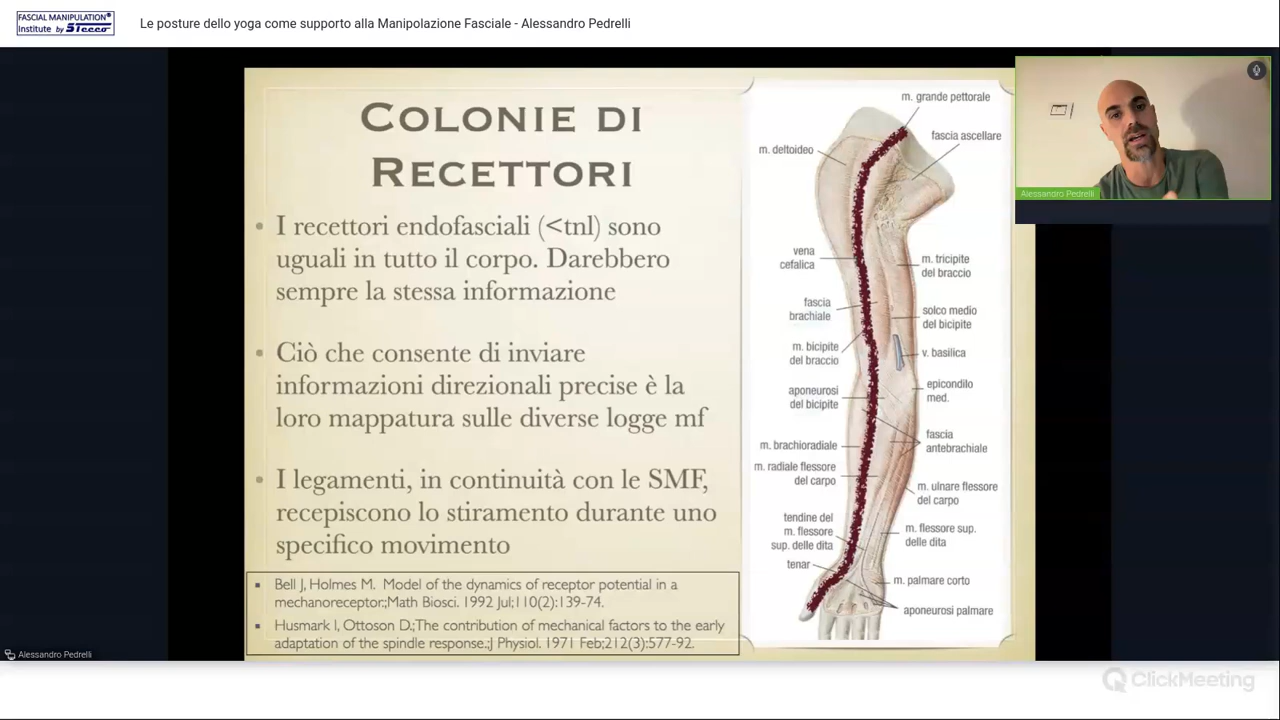 FASCIAL MANIPULATION®
Institute by Stecco
Le posture dello yoga come supporto alla Manipolazione Fasciale - Alessandro Pedrelli
COLONIE DI
RECETTORI
• I recettori endofasciali (<tnl) sono
uguali in tutto il corpo. Darebbero
sempre la stessa informazione
• Ciò che consente di inviare
informazioni direzionali precise è la
loro mappatura sulle diverse logge mf
• I legamenti, in continuità con le SMF,
recepiscono lo stiramento durante uno
specifico movimento
▪ Bell J, Holmes M. Model of the dynamics of receptor potential in a
mechanoreceptor.;Math Biosci. 1992 Jul;110(2):139-74.
▪ Husmark I, Ottoson D.;The contribution of mechanical factors to the early
adaptation of the spindle response.;J Physiol. 1971 Feb;212(3):577-92.
m. grande pettorale
fascia ascellare
m. deltoideo
vena
cefalica
m. tricipite
del braccio
fascia
brachiale
solco medio
del bicipite
m. bicipite
del braccio
v. basilica
aponeurosi
del bicipite
epicondilo
med.
m. brachioradiale
fascia
antebrachiale
m. radiale flessore
del carpo
m. ulnare flessore
del carpo
tendine del
m. flessore
sup. delle dita
m. flessore sup.
delle dita
tenar
m. palmare corto
aponeurosi palmare
Alessandro Pedrelli
Alessandro Pedrelli
ClickMeeting